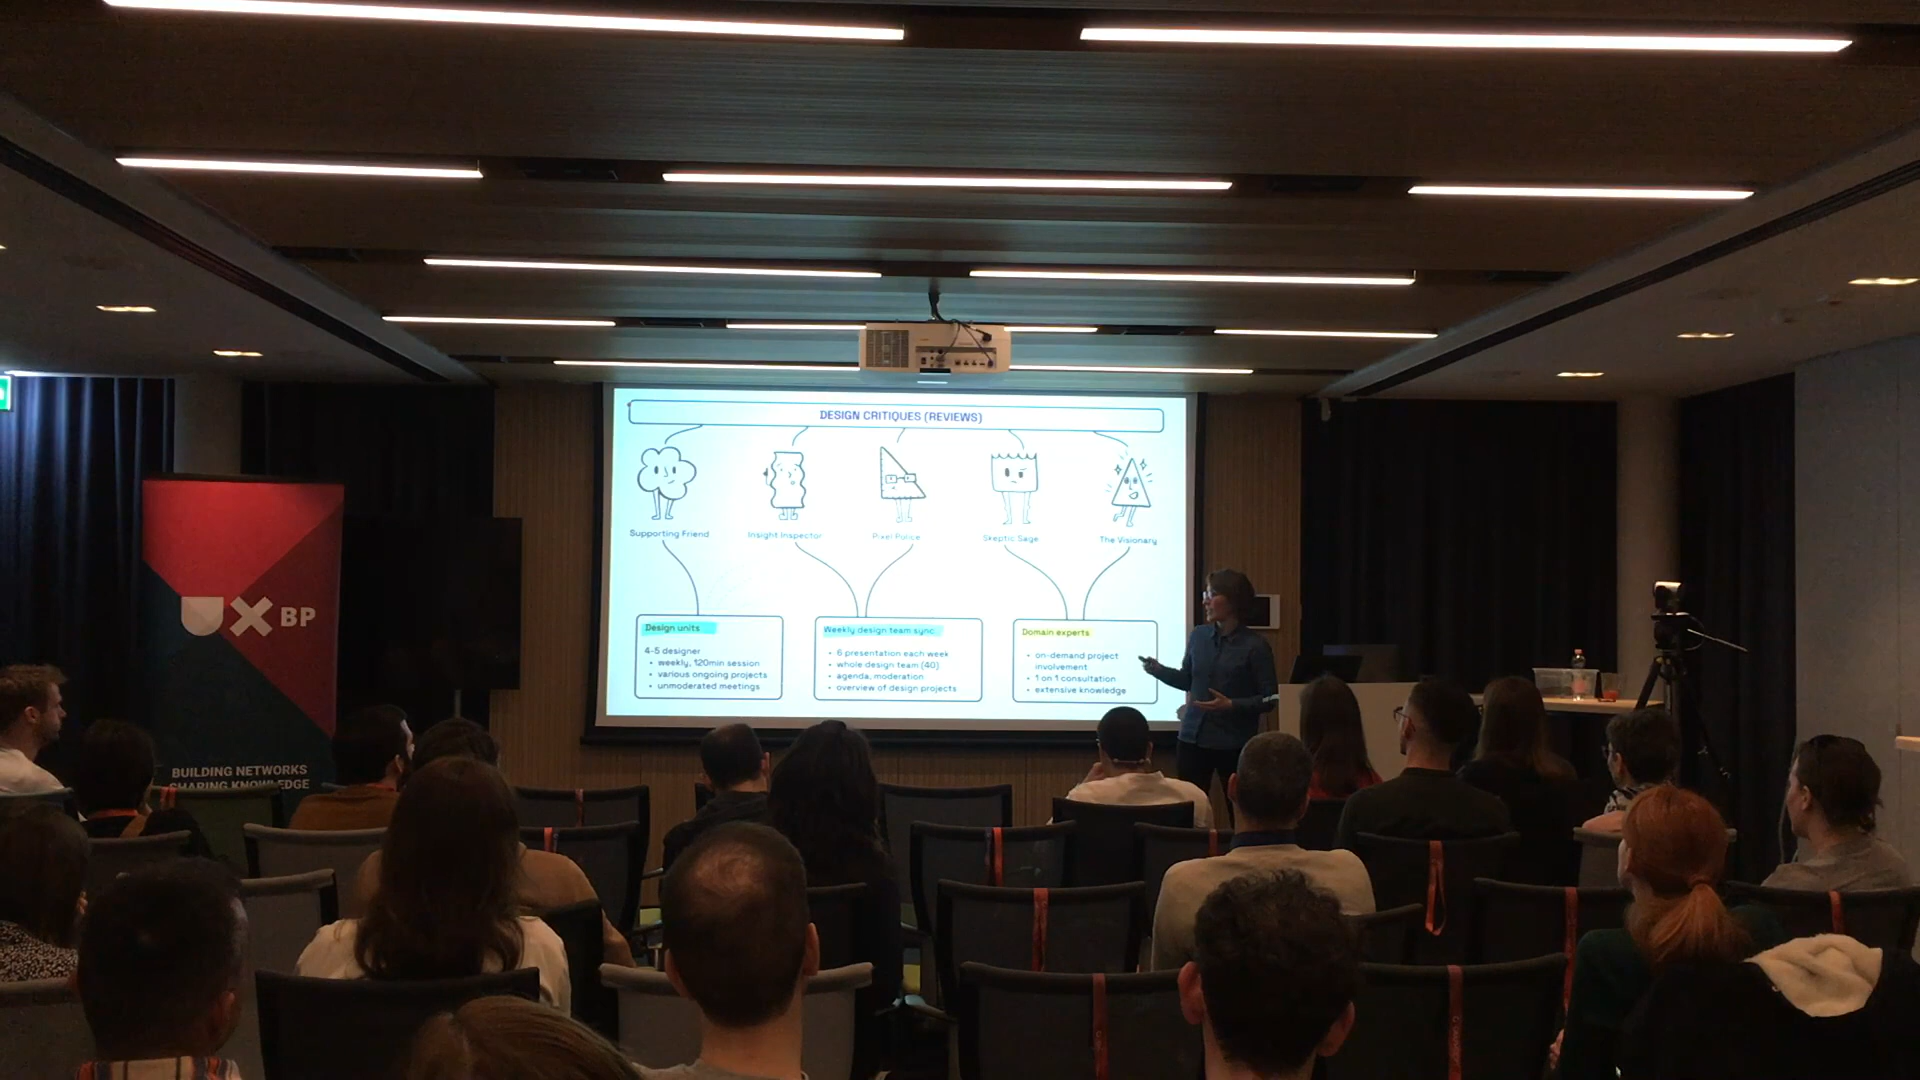 DESIGN CRITIQUES (REVIEWS)
Supporting Friend
Insight Inspector
Pixel Police
Skeptic Sage
The Visionary
Design units
4-5 designer
• weekly, 120min session
• various ongoing projects
• unmoderated meetings
Weekly design team sync
• 6 presentation each week
• whole design team (40)
• agenda, moderation
• overview of design projects
Domain experts
• on-demand project
involvement
• 1 on 1 consultation
• extensive knowledge
UX BP
BUILDING NETWORKS
SHARING KNOWLEDGE